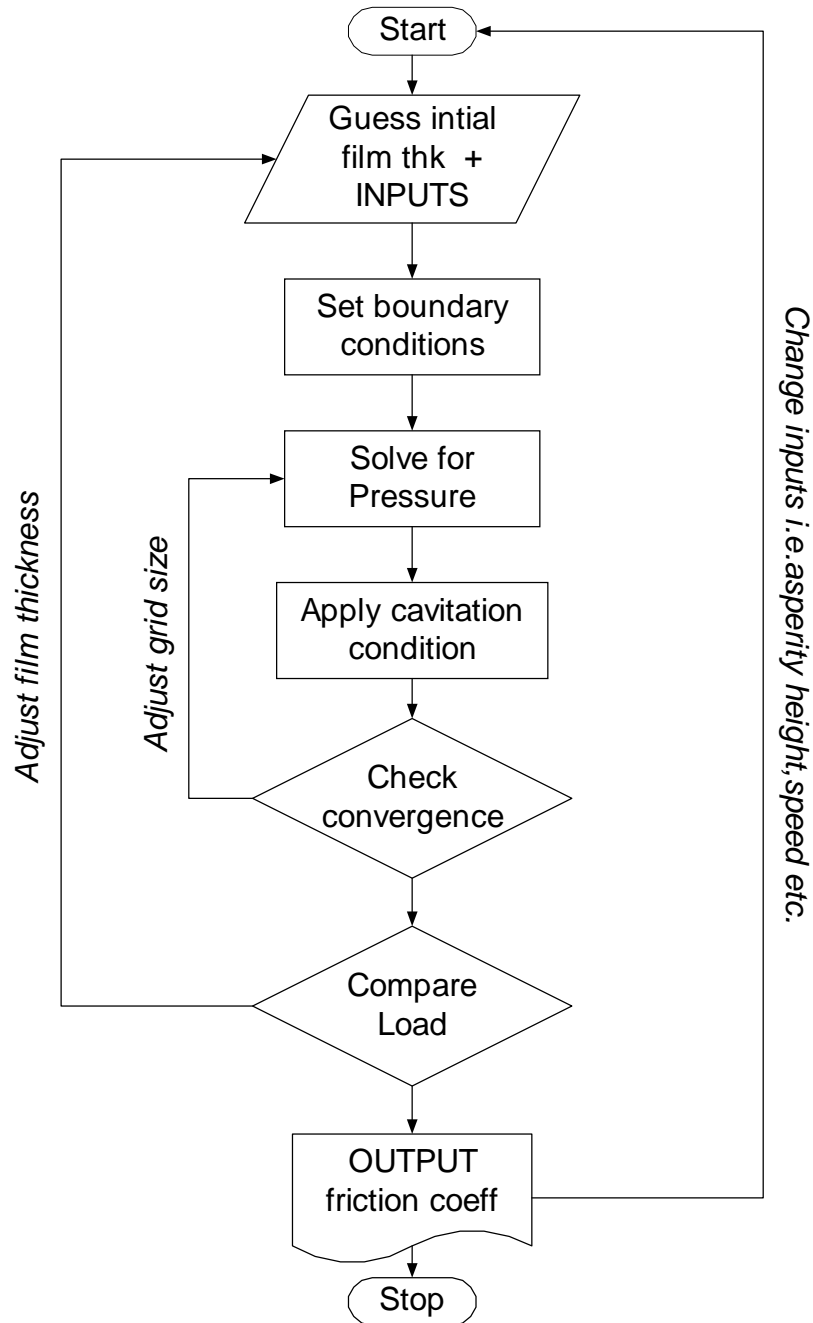 Start
Guess intial
film thk  +
INPUTS
Set boundary
conditions
Solve for
Pressure
Apply cavitation
condition
Check
convergence
Compare
Load
OUTPUT
friction coeff
Stop
Adjust film thickness
Adjust grid size
Change inputs i.e.asperity height,speed etc.